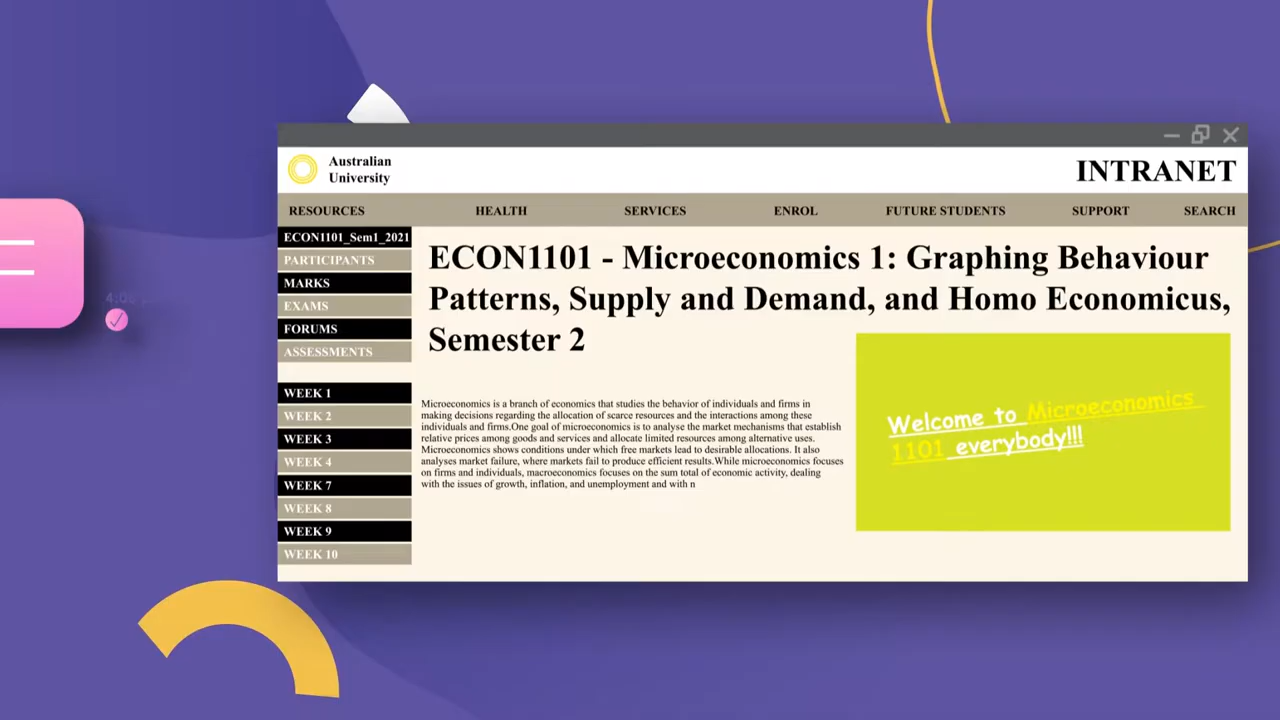 Australian
University
INTRANET
RESOURCES HEALTH SERVICES ENROL FUTURE STUDENTS SUPPORT SEARCH
ECON1101_Sem1_2021
PARTICIPANTS
MARKS
EXAMS
FORUMS
ASSESSMENTS
WEEK 1
WEEK 2
WEEK 3
WEEK 4
WEEK 7
WEEK 8
WEEK 9
WEEK 10
ECON1101 - Microeconomics 1: Graphing Behaviour
Patterns, Supply and Demand, and Homo Economicus,
Semester 2
Microeconomics is a branch of economics that studies the behavior of individuals and firms in
making decisions regarding the allocation of scarce resources and the interactions among these
individuals and firms.One goal of microeconomics is to analyse the market mechanisms that establish
relative prices among goods and services and allocate limited resources among alternative uses.
Microeconomics shows conditions under which free markets lead to desirable allocations. It also
analyses market failure, where markets fail to produce efficient results.While microeconomics focuses
on firms and individuals, macroeconomics focuses on the sum total of economic activity, dealing
with the issues of growth, inflation, and unemployment and with n
Welcome to Microeconomics
1101 everybody!!!